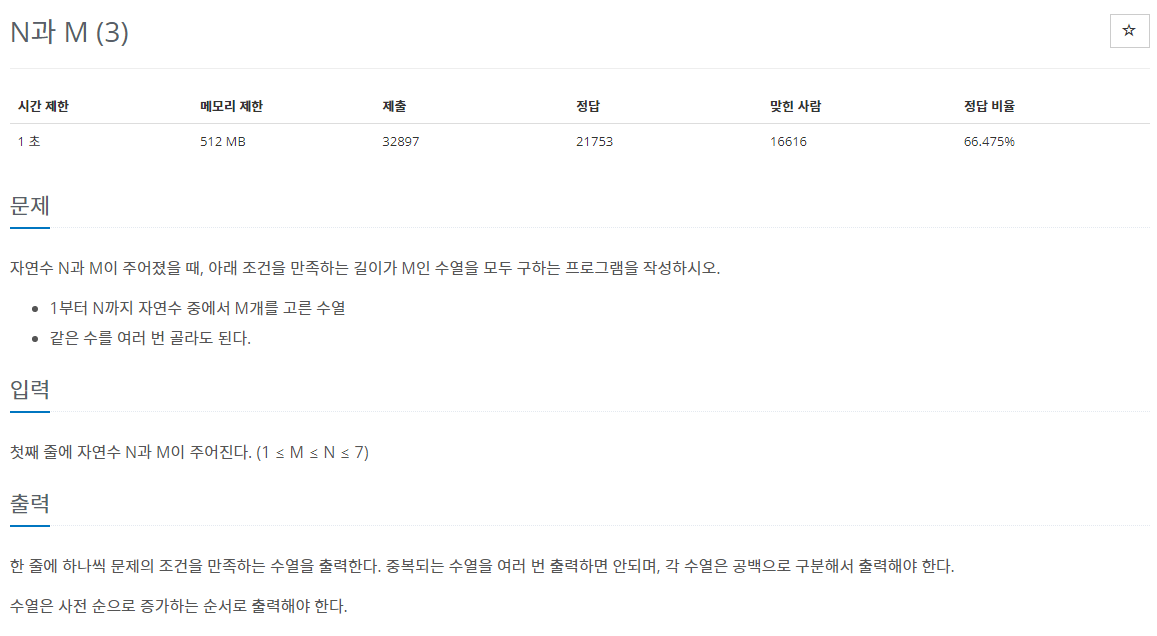 N과 M (3)
☆
시간 제한 메모리 제한 제출 정답 맞힌 사람 정답 비율
1 초 512 MB 32897 21753 16616 66.475%
문제
자연수 N과 M이 주어졌을 때, 아래 조건을 만족하는 길이가 M인 수열을 모두 구하는 프로그램을 작성하시오.
• 1부터 N까지 자연수 중에서 M개를 고른 수열
• 같은 수를 여러 번 골라도 된다.
입력
첫째 줄에 자연수 N과 M이 주어진다. (1 ≤ M ≤ N ≤ 7)
출력
한 줄에 하나씩 문제의 조건을 만족하는 수열을 출력한다. 중복되는 수열을 여러 번 출력하면 안되며, 각 수열은 공백으로 구분해서 출력해야 한다.
수열은 사전 순으로 증가하는 순서로 출력해야 한다.